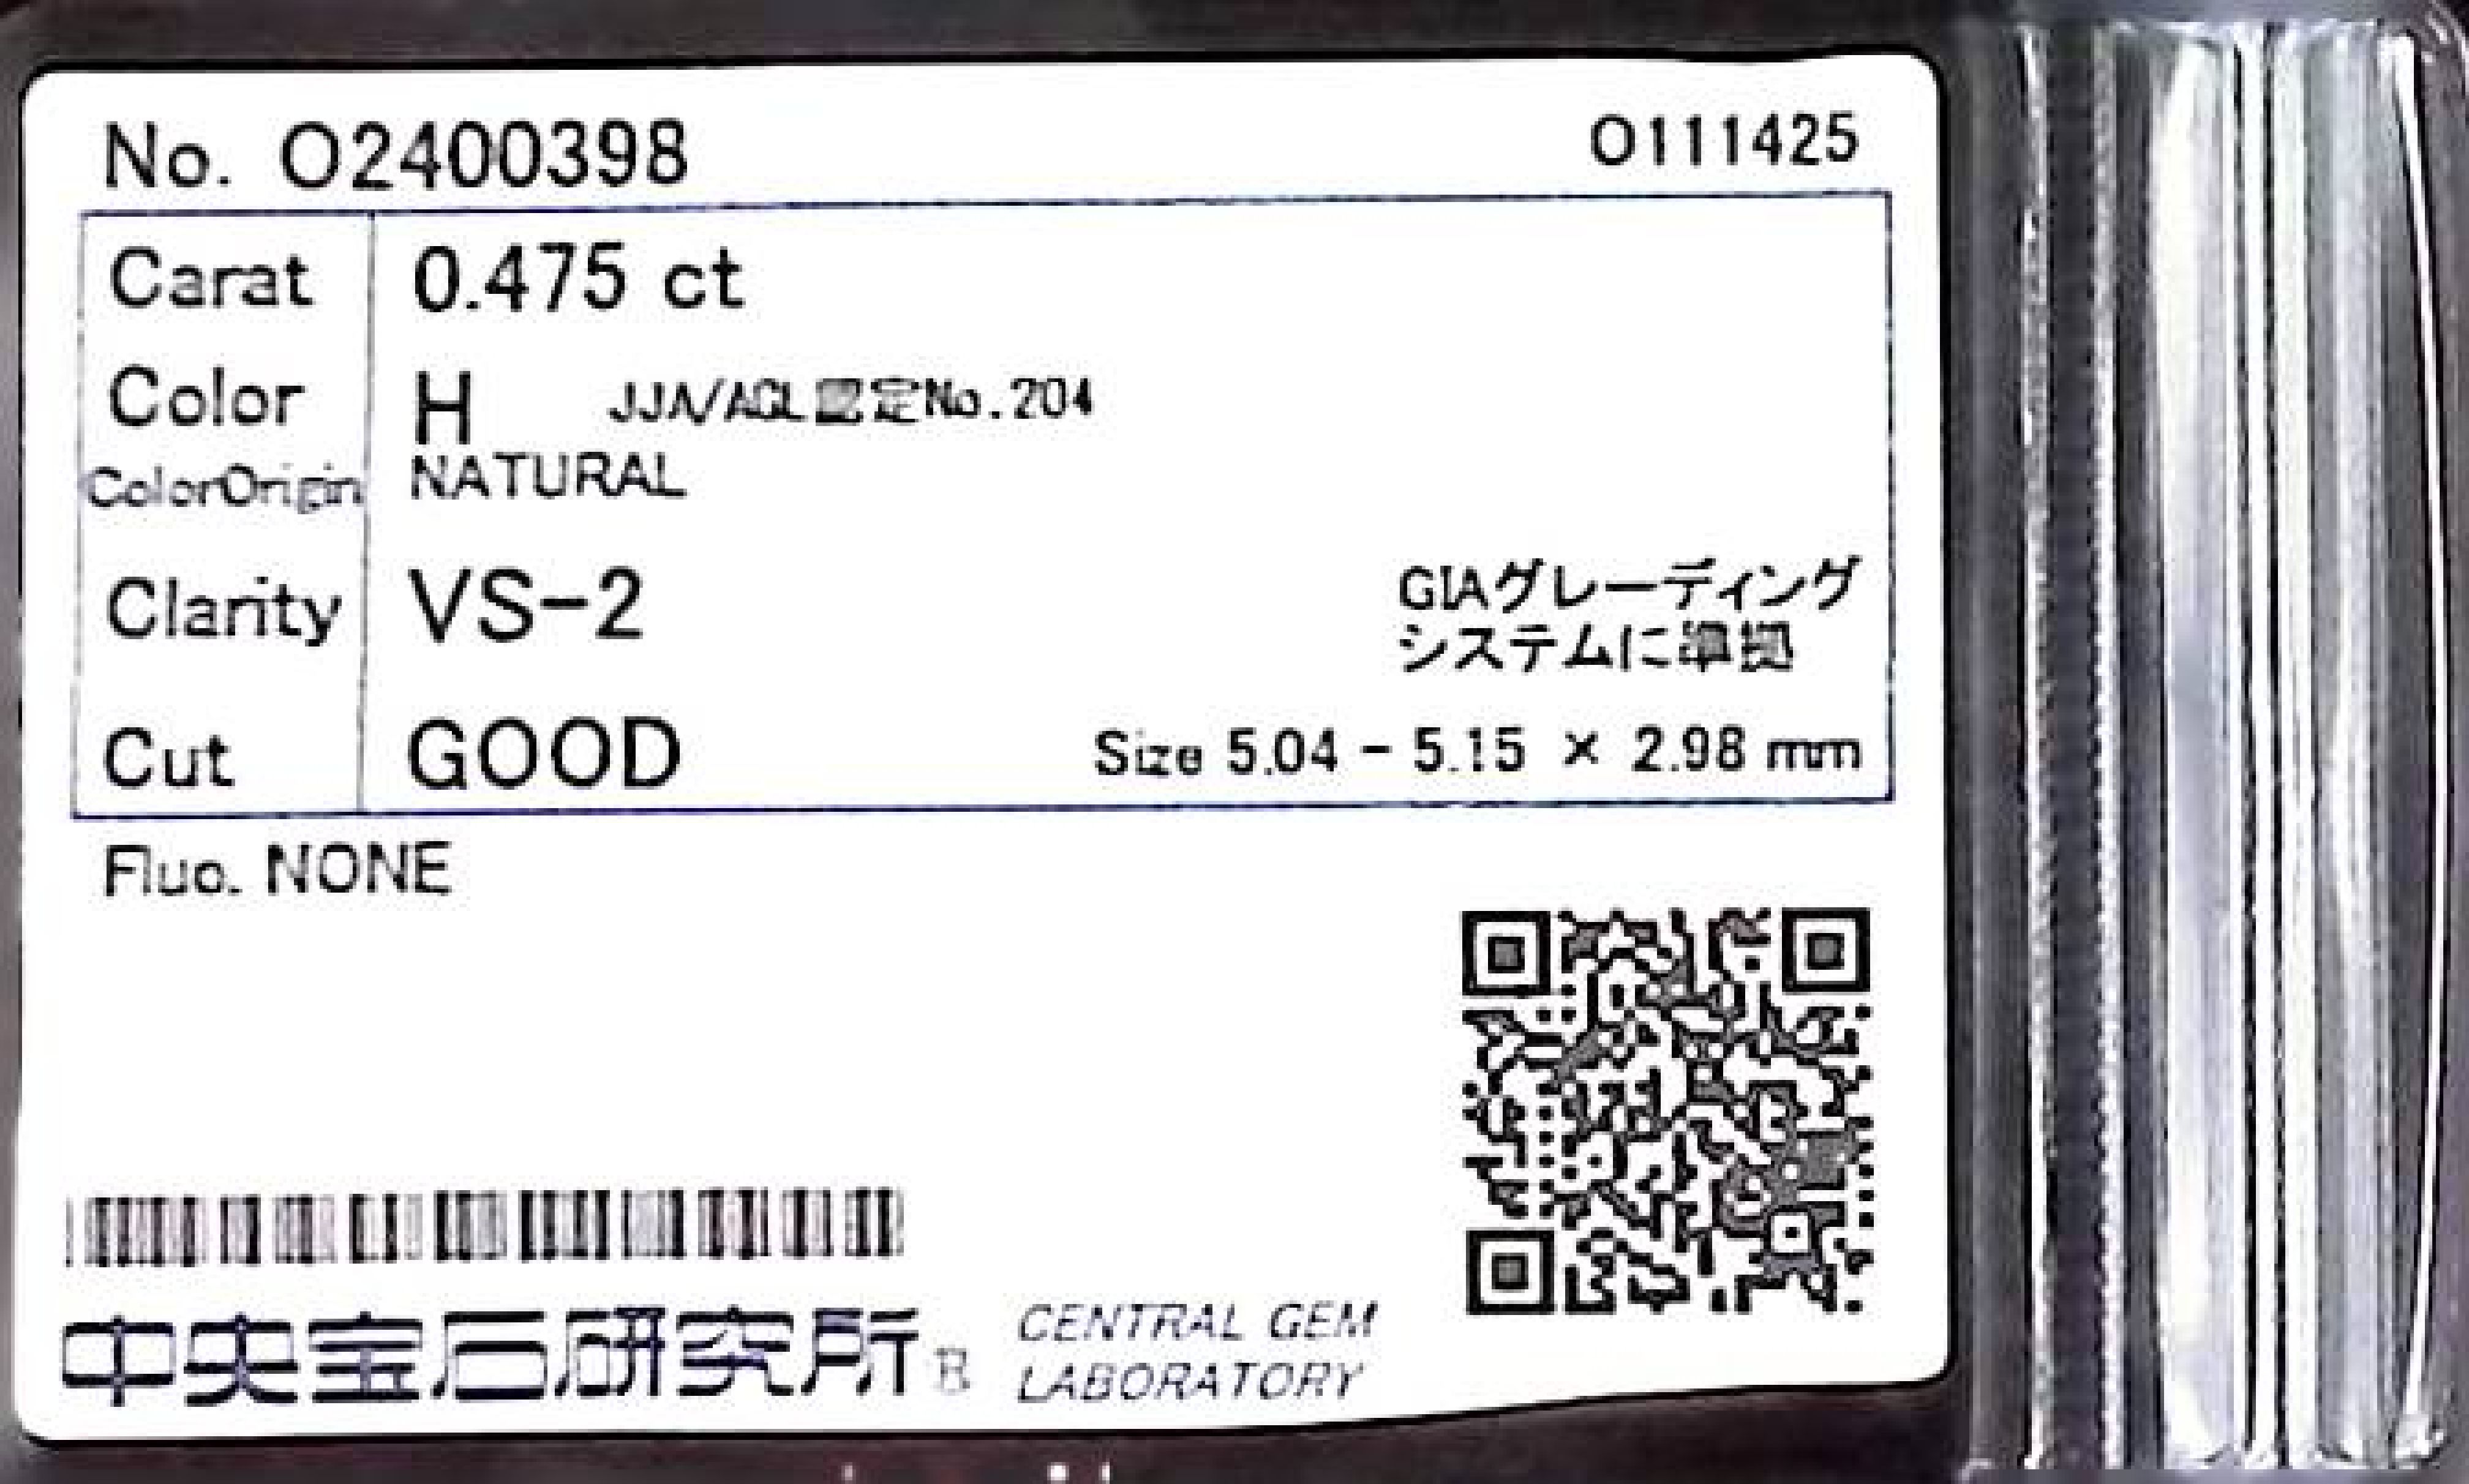 No. O2400398
O111425
Carat 0.475 ct
Color H JJA/AGL認定No.204
ColorOrigin NATURAL
Clarity VS-2
GIAグレーディング
システムに準拠
Cut GOOD
Size 5.04 - 5.15 × 2.98 mm
Fluo. NONE
中央宝石研究所 B
CENTRAL GEM
LABORATORY